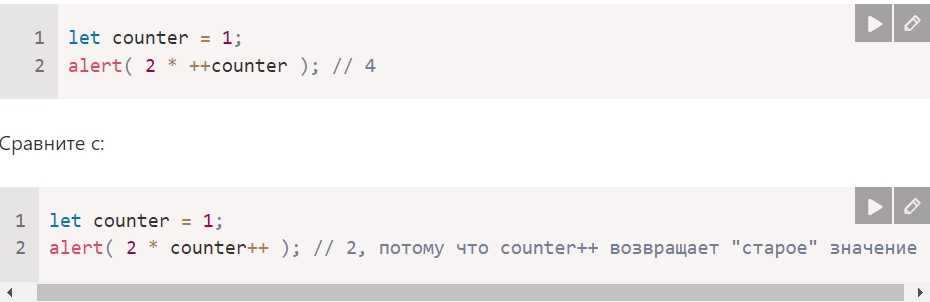 1 let counter = 1;
2 alert( 2 * ++counter ); // 4
Сравните с:
1 let counter = 1;
2 alert( 2 * counter++ ); // 2, потому что counter++ возвращает "старое" значение